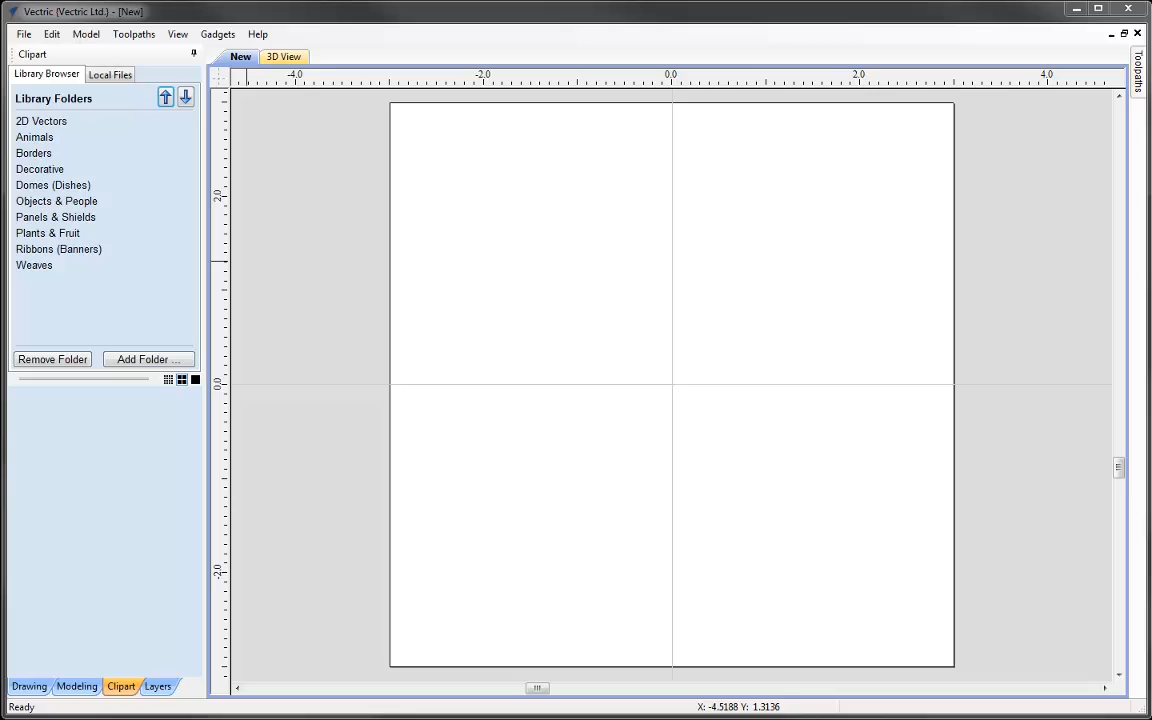 Vectric {Vectric Ltd.} - [New]
File Edit Model Toolpaths View Gadgets Help
Clipart
New 3D View
Library Browser Local Files
-4.0 -2.0 0.0 2.0 4.0
Toolpaths
Library Folders
2D Vectors
Animals
Borders
Decorative
Domes (Dishes)
Objects & People
Panels & Shields
Plants & Fruit
Ribbons (Banners)
Weaves
Remove Folder Add Folder ...
2.0
0.0
-2.0
Drawing Modeling Clipart Layers
Ready X: -4.5188 Y: 1.3136